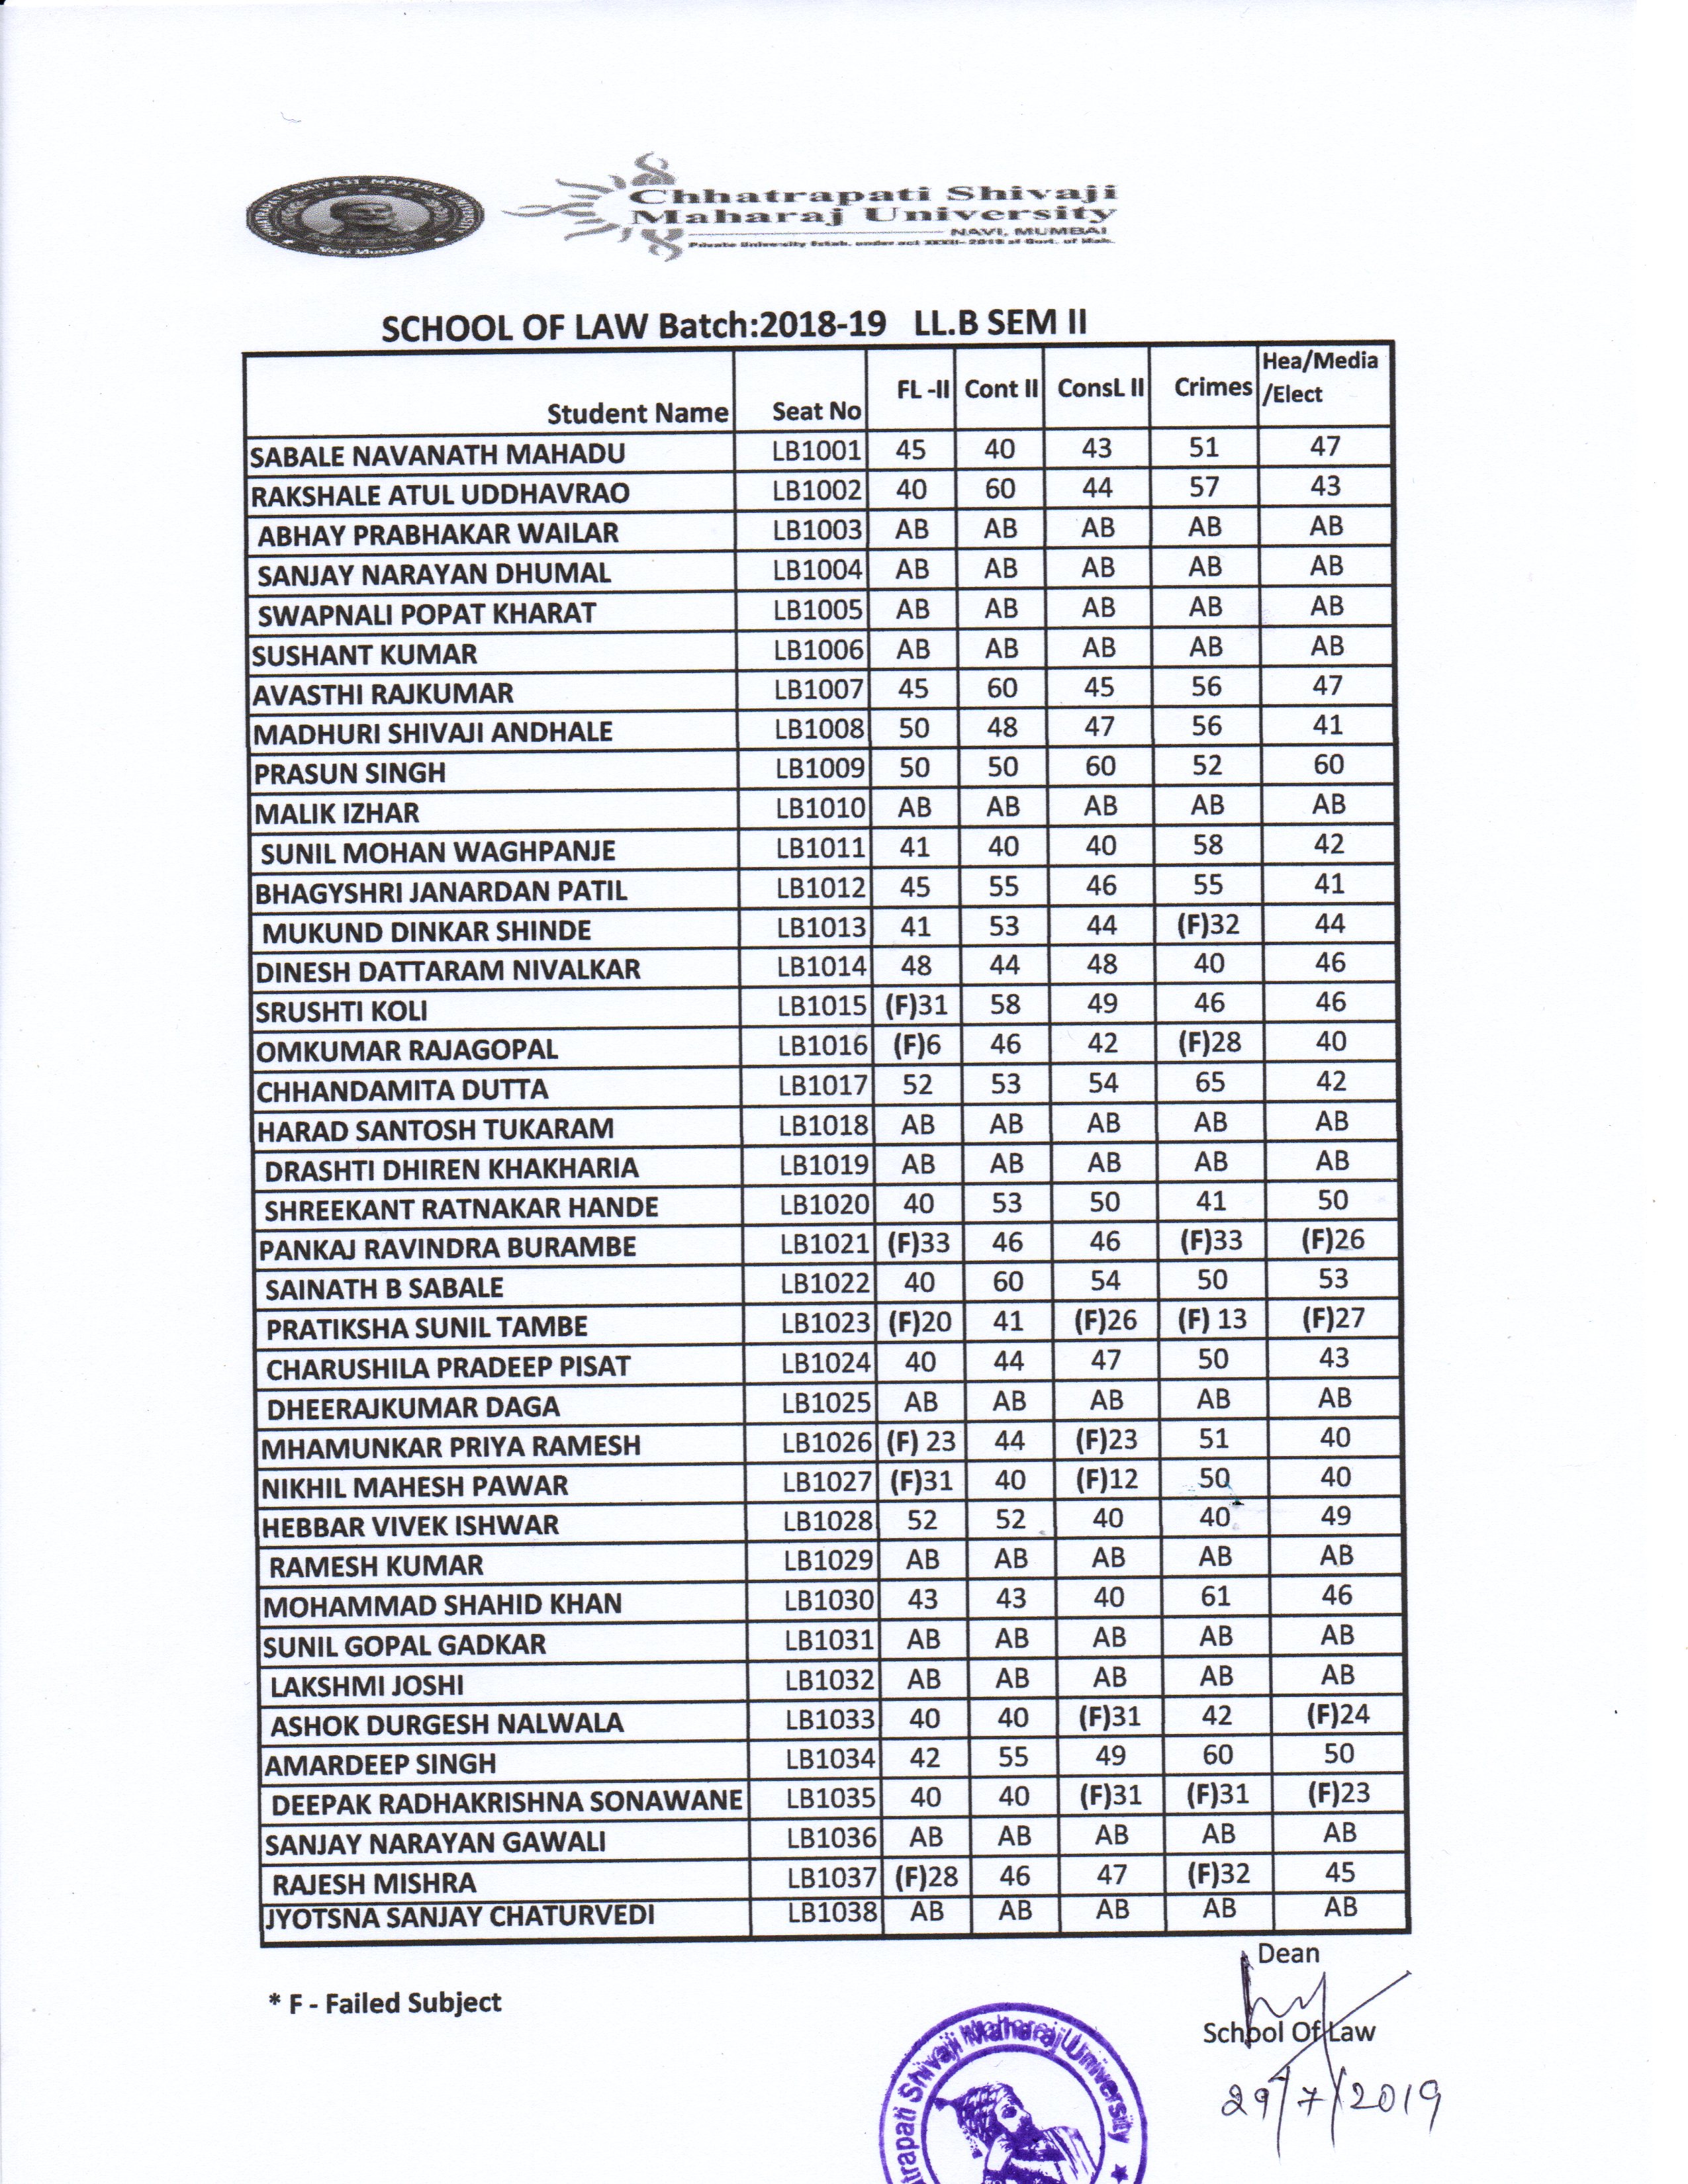 CHHATRAPATI SHIVAJI MAHARAJ UNIVERSITY
Navi Mumbai
Chhatrapati Shivaji
Maharaj University
NAVI, MUMBAI
Private University Estab. under act XXXII- 2018 of Govt. of Mah.
SCHOOL OF LAW Batch:2018-19 LL.B SEM II
Student Name Seat No FL -II Cont II ConsL II Crimes Hea/Media /Elect
SABALE NAVANATH MAHADU LB1001 45 40 43 51 47
RAKSHALE ATUL UDDHAVRAO LB1002 40 60 44 57 43
ABHAY PRABHAKAR WAILAR LB1003 AB AB AB AB AB
SANJAY NARAYAN DHUMAL LB1004 AB AB AB AB AB
SWAPNALI POPAT KHARAT LB1005 AB AB AB AB AB
SUSHANT KUMAR LB1006 AB AB AB AB AB
AVASTHI RAJKUMAR LB1007 45 60 45 56 47
MADHURI SHIVAJI ANDHALE LB1008 50 48 47 56 41
PRASUN SINGH LB1009 50 50 60 52 60
MALIK IZHAR LB1010 AB AB AB AB AB
SUNIL MOHAN WAGHPANJE LB1011 41 40 40 58 42
BHAGYSHRI JANARDAN PATIL LB1012 45 55 46 55 41
MUKUND DINKAR SHINDE LB1013 41 53 44 (F)32 44
DINESH DATTARAM NIVALKAR LB1014 48 44 48 40 46
SRUSHTI KOLI LB1015 (F)31 58 49 46 46
OMKUMAR RAJAGOPAL LB1016 (F)6 46 42 (F)28 40
CHHANDAMITA DUTTA LB1017 52 53 54 65 42
HARAD SANTOSH TUKARAM LB1018 AB AB AB AB AB
DRASHTI DHIREN KHAKHARIA LB1019 AB AB AB AB AB
SHREEKANT RATNAKAR HANDE LB1020 40 53 50 41 50
PANKAJ RAVINDRA BURAMBE LB1021 (F)33 46 46 (F)33 (F)26
SAINATH B SABALE LB1022 40 60 54 50 53
PRATIKSHA SUNIL TAMBE LB1023 (F)20 41 (F)26 (F) 13 (F)27
CHARUSHILA PRADEEP PISAT LB1024 40 44 47 50 43
DHEERAJKUMAR DAGA LB1025 AB AB AB AB AB
MHAMUNKAR PRIYA RAMESH LB1026 (F) 23 44 (F)23 51 40
NIKHIL MAHESH PAWAR LB1027 (F)31 40 (F)12 50 40
HEBBAR VIVEK ISHWAR LB1028 52 52 40 40 49
RAMESH KUMAR LB1029 AB AB AB AB AB
MOHAMMAD SHAHID KHAN LB1030 43 43 40 61 46
SUNIL GOPAL GADKAR LB1031 AB AB AB AB AB
LAKSHMI JOSHI LB1032 AB AB AB AB AB
ASHOK DURGESH NALWALA LB1033 40 40 (F)31 42 (F)24
AMARDEEP SINGH LB1034 42 55 49 60 50
DEEPAK RADHAKRISHNA SONAWANE LB1035 40 40 (F)31 (F)31 (F)23
SANJAY NARAYAN GAWALI LB1036 AB AB AB AB AB
RAJESH MISHRA LB1037 (F)28 46 47 (F)32 45
JYOTSNA SANJAY CHATURVEDI LB1038 AB AB AB AB AB
Dean
* F - Failed Subject
School Of Law
29/7/2019
trapati Shivaji Maharaj University